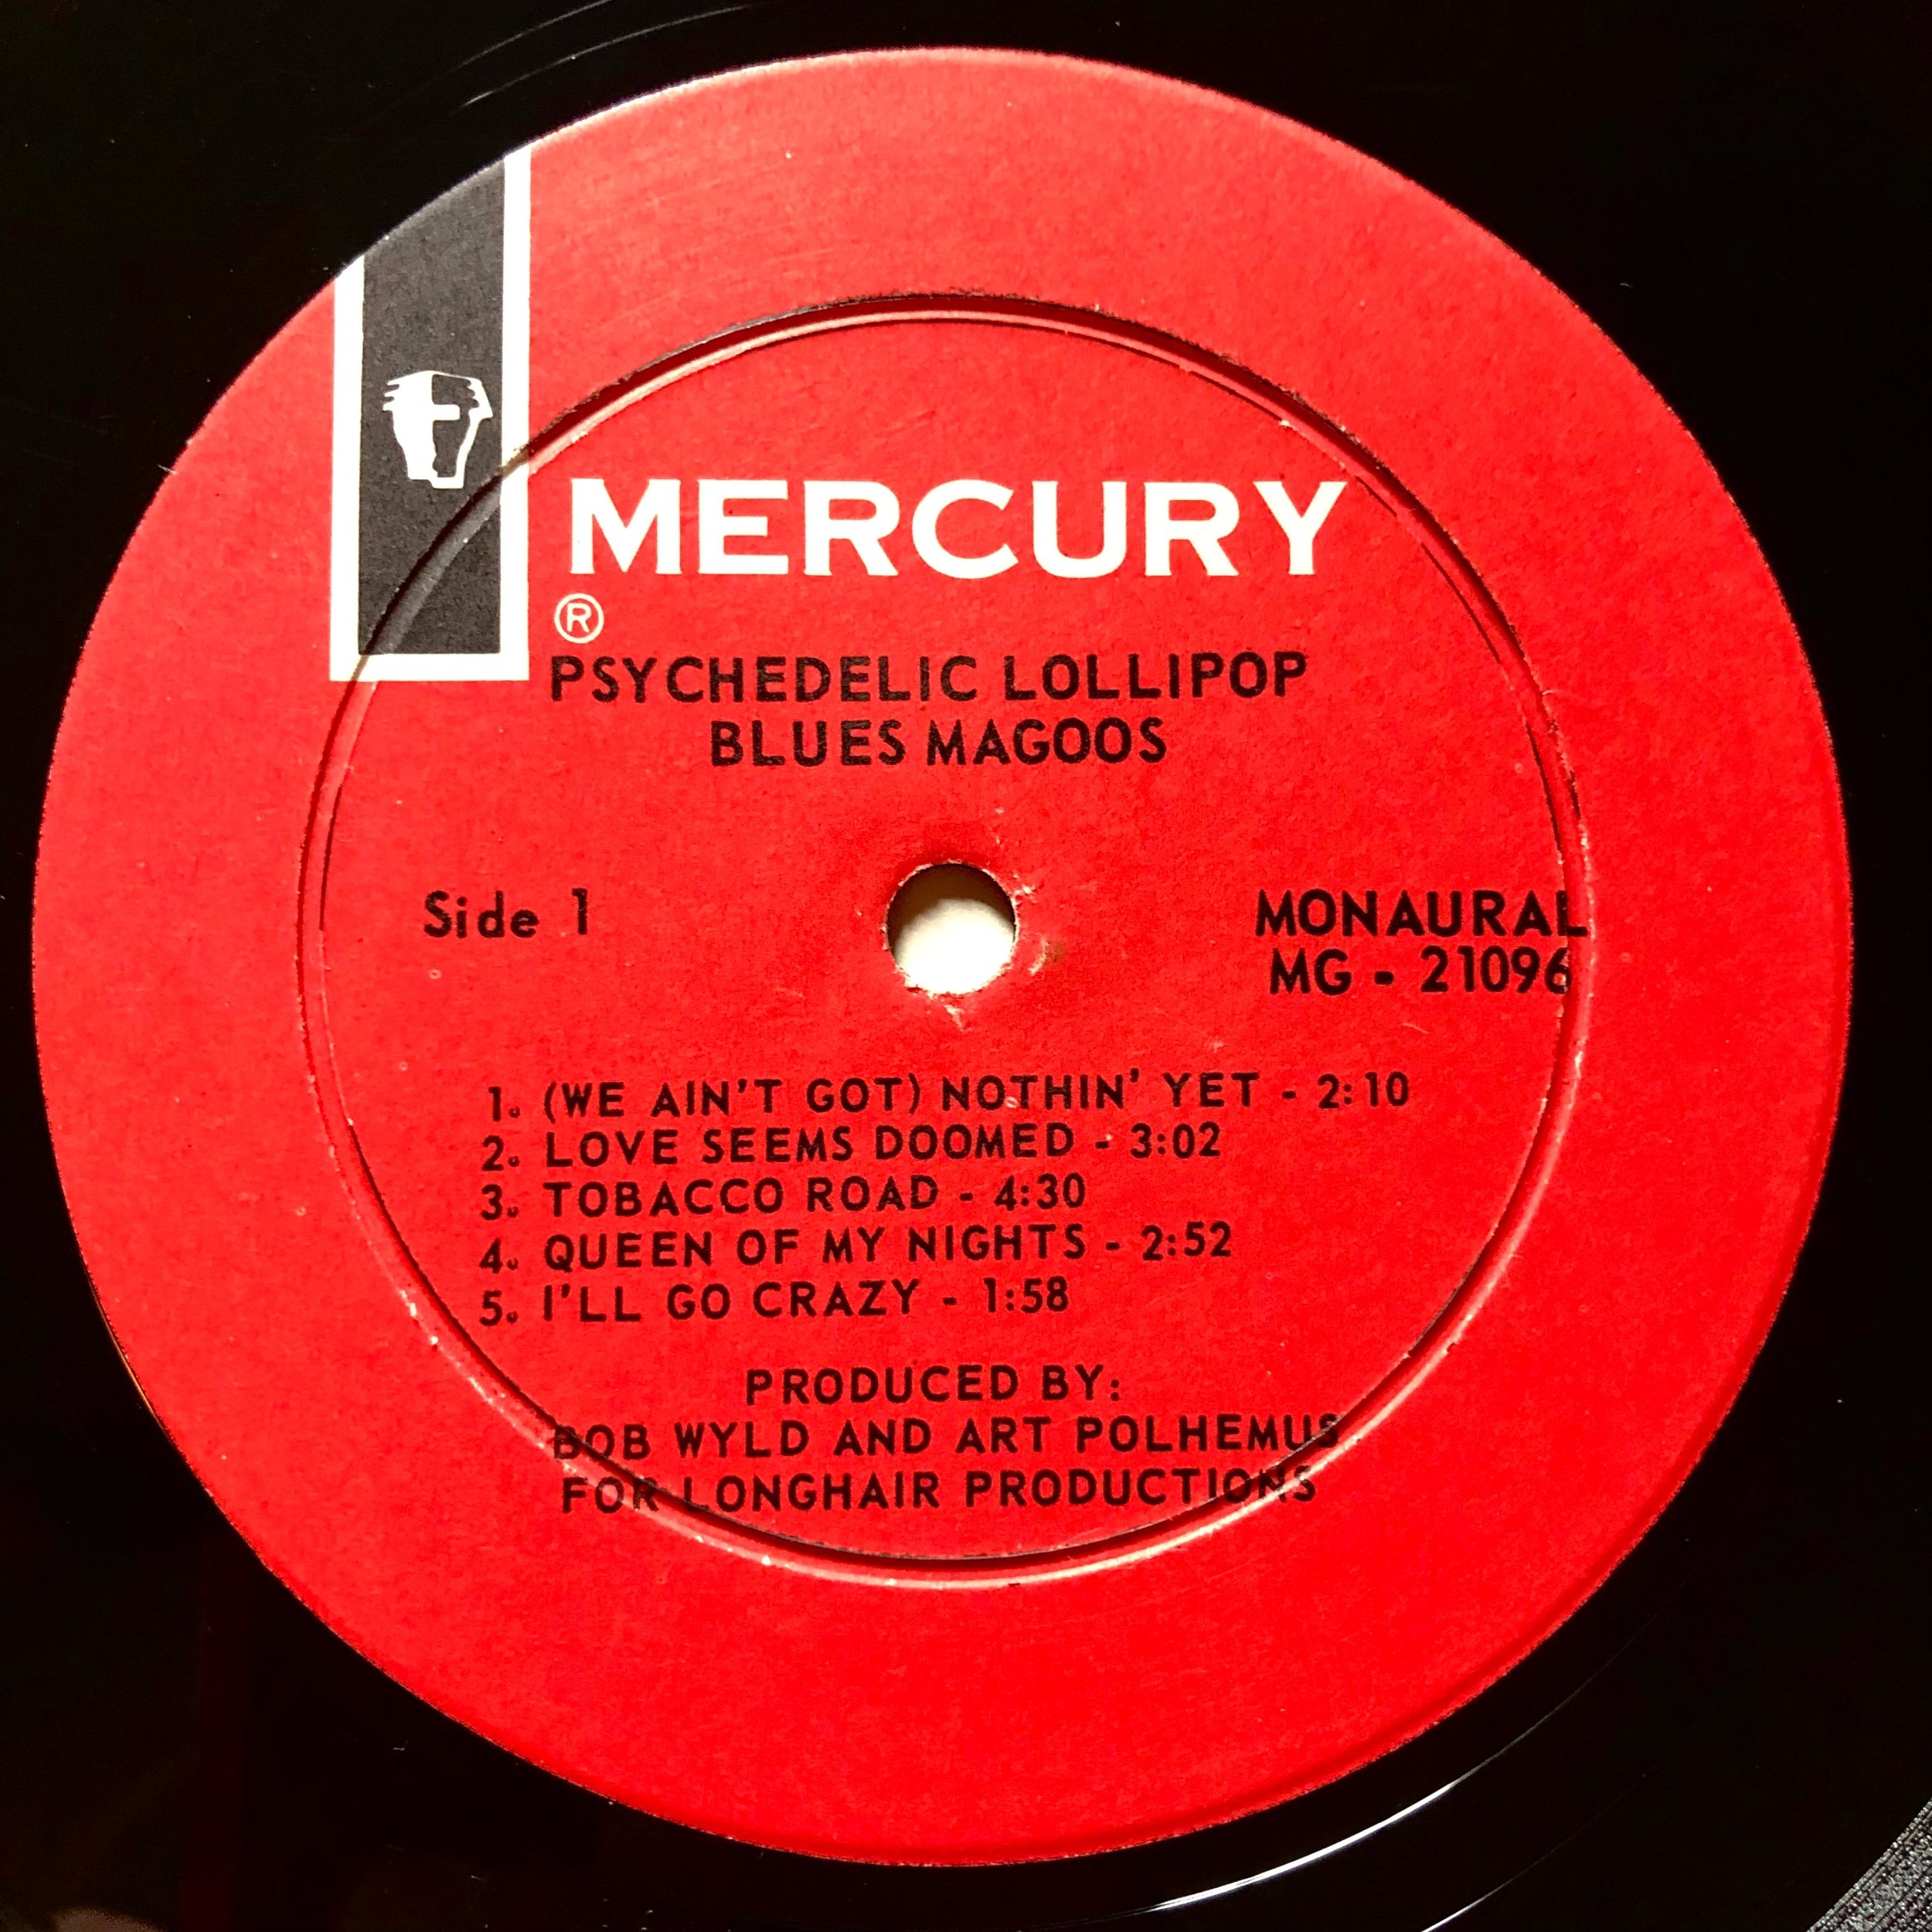 MERCURY
®
PSYCHEDELIC LOLLIPOP
BLUES MAGOOS
Side 1
MONAURAL
MG - 21096
1. (WE AIN'T GOT) NOTHIN' YET - 2:10
2. LOVE SEEMS DOOMED - 3:02
3. TOBACCO ROAD - 4:30
4. QUEEN OF MY NIGHTS - 2:52
5. I'LL GO CRAZY - 1:58
PRODUCED BY:
BOB WYLD AND ART POLHEMUS
FOR LONGHAIR PRODUCTIONS